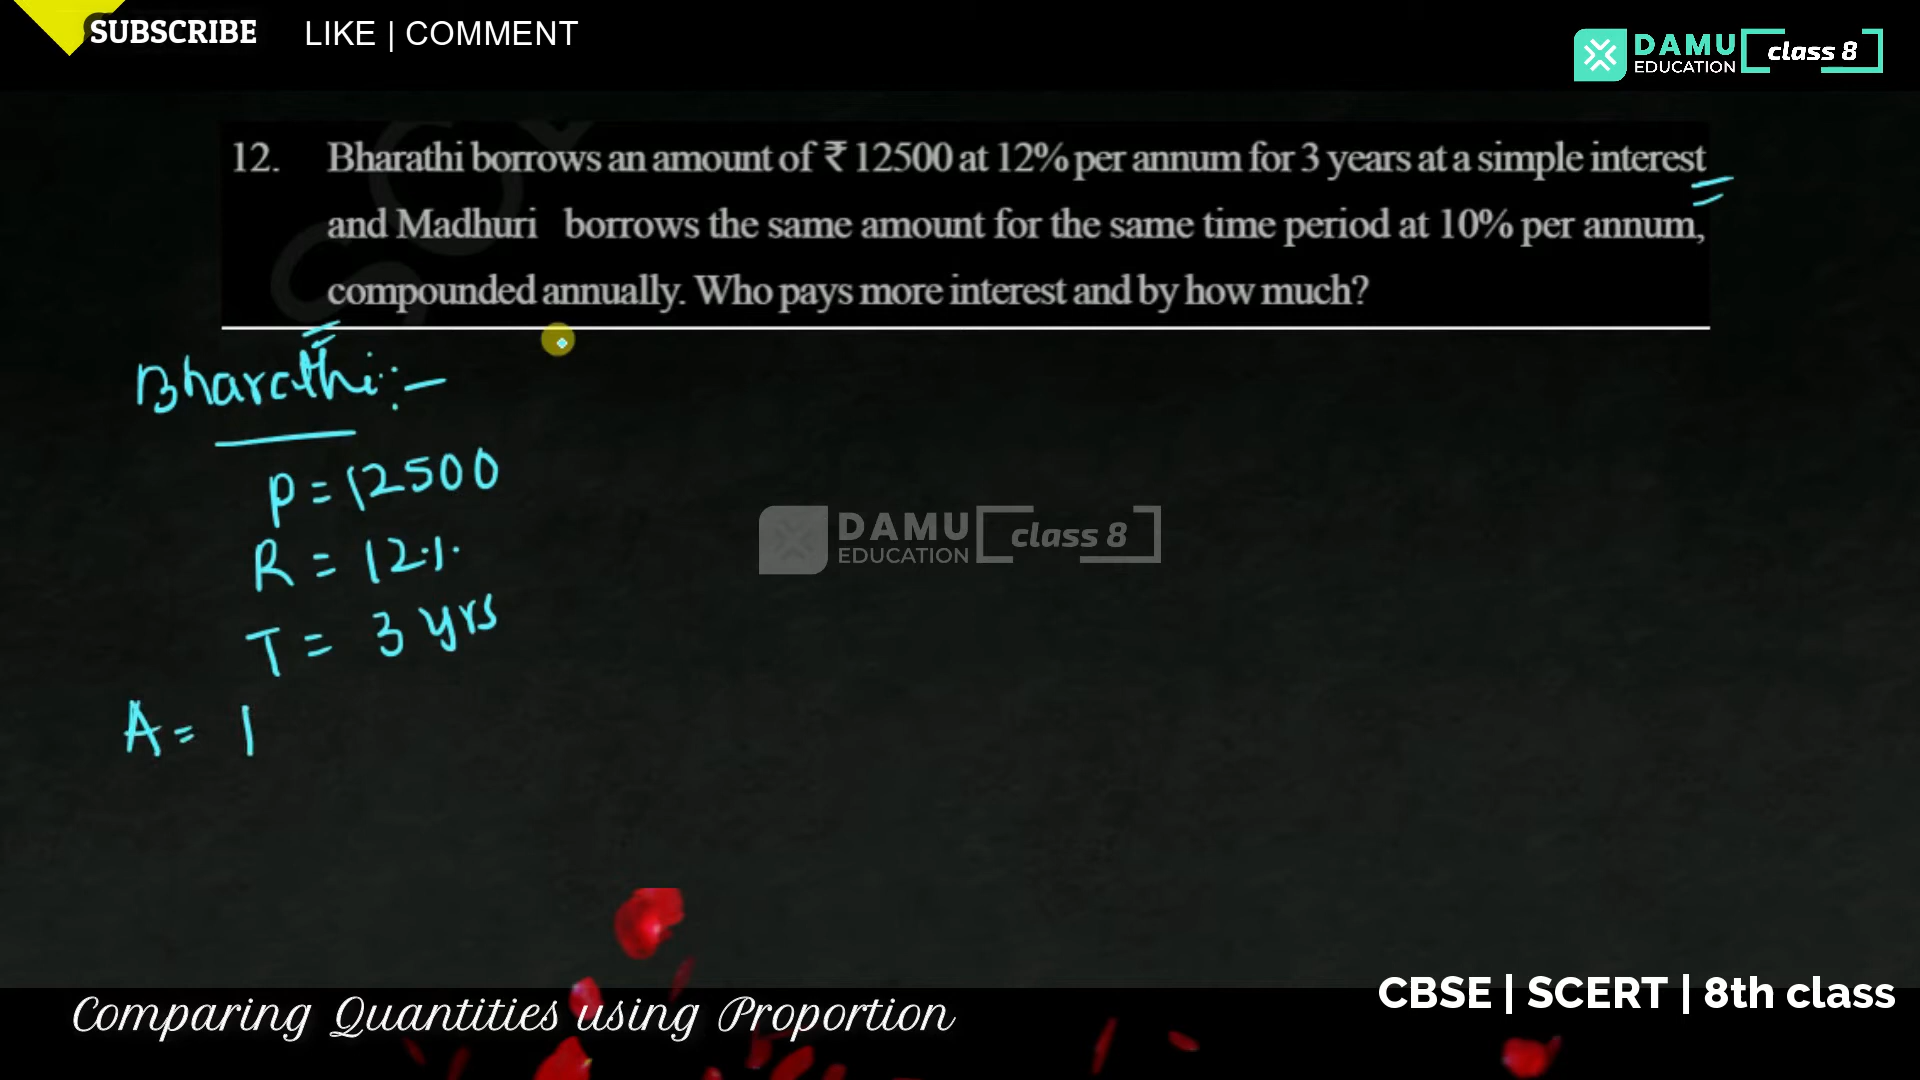 SUBSCRIBE LIKE | COMMENT
DAMU EDUCATION class 8
12. Bharathi borrows an amount of ₹ 12500 at 12% per annum for 3 years at a simple interest
and Madhuri borrows the same amount for the same time period at 10% per annum,
compounded annually. Who pays more interest and by how much?
Bharathi:-
P = 12500
R = 12%
T = 3 yrs
A = 1
DAMU EDUCATION class 8
Comparing Quantities using Proportion
CBSE | SCERT | 8th class